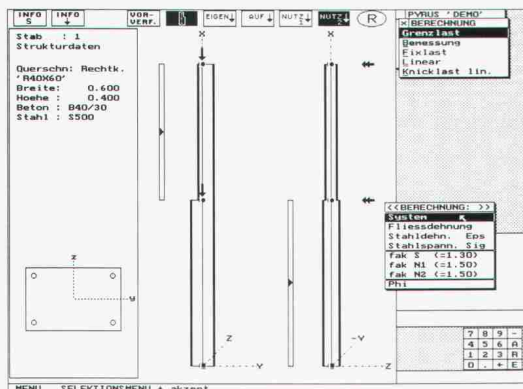 INFO S
INFO ↓
VOR-VERF.
EIGEN↓
AUF↓
NUTZ↓ 1
NUTZ↓ 2
R
PYRUS 'DEMO'
× BERECHNUNG
Grenzlast
Bemessung
Fixlast
Linear
Knicklast lin.
Stab : 1
Strukturdaten
Querschn: Rechtk.
'R40X60'
Breite: 0.600
Hoehe : 0.400
Beton : B40/30
Stahl : S500
X
X
<<BERECHNUNG: >>
System
Fliessdehnung
Stahldehn. Eps
Stahlspann. Sig
fak S (=1.30)
fak N1 (=1.50)
fak N2 (=1.50)
Phi
z
y
Z
Y
-Y
Z
7 8 9 -
4 5 6 A
1 2 3 R
0 . + E
MENU SELEKTIONSMENU * akzept